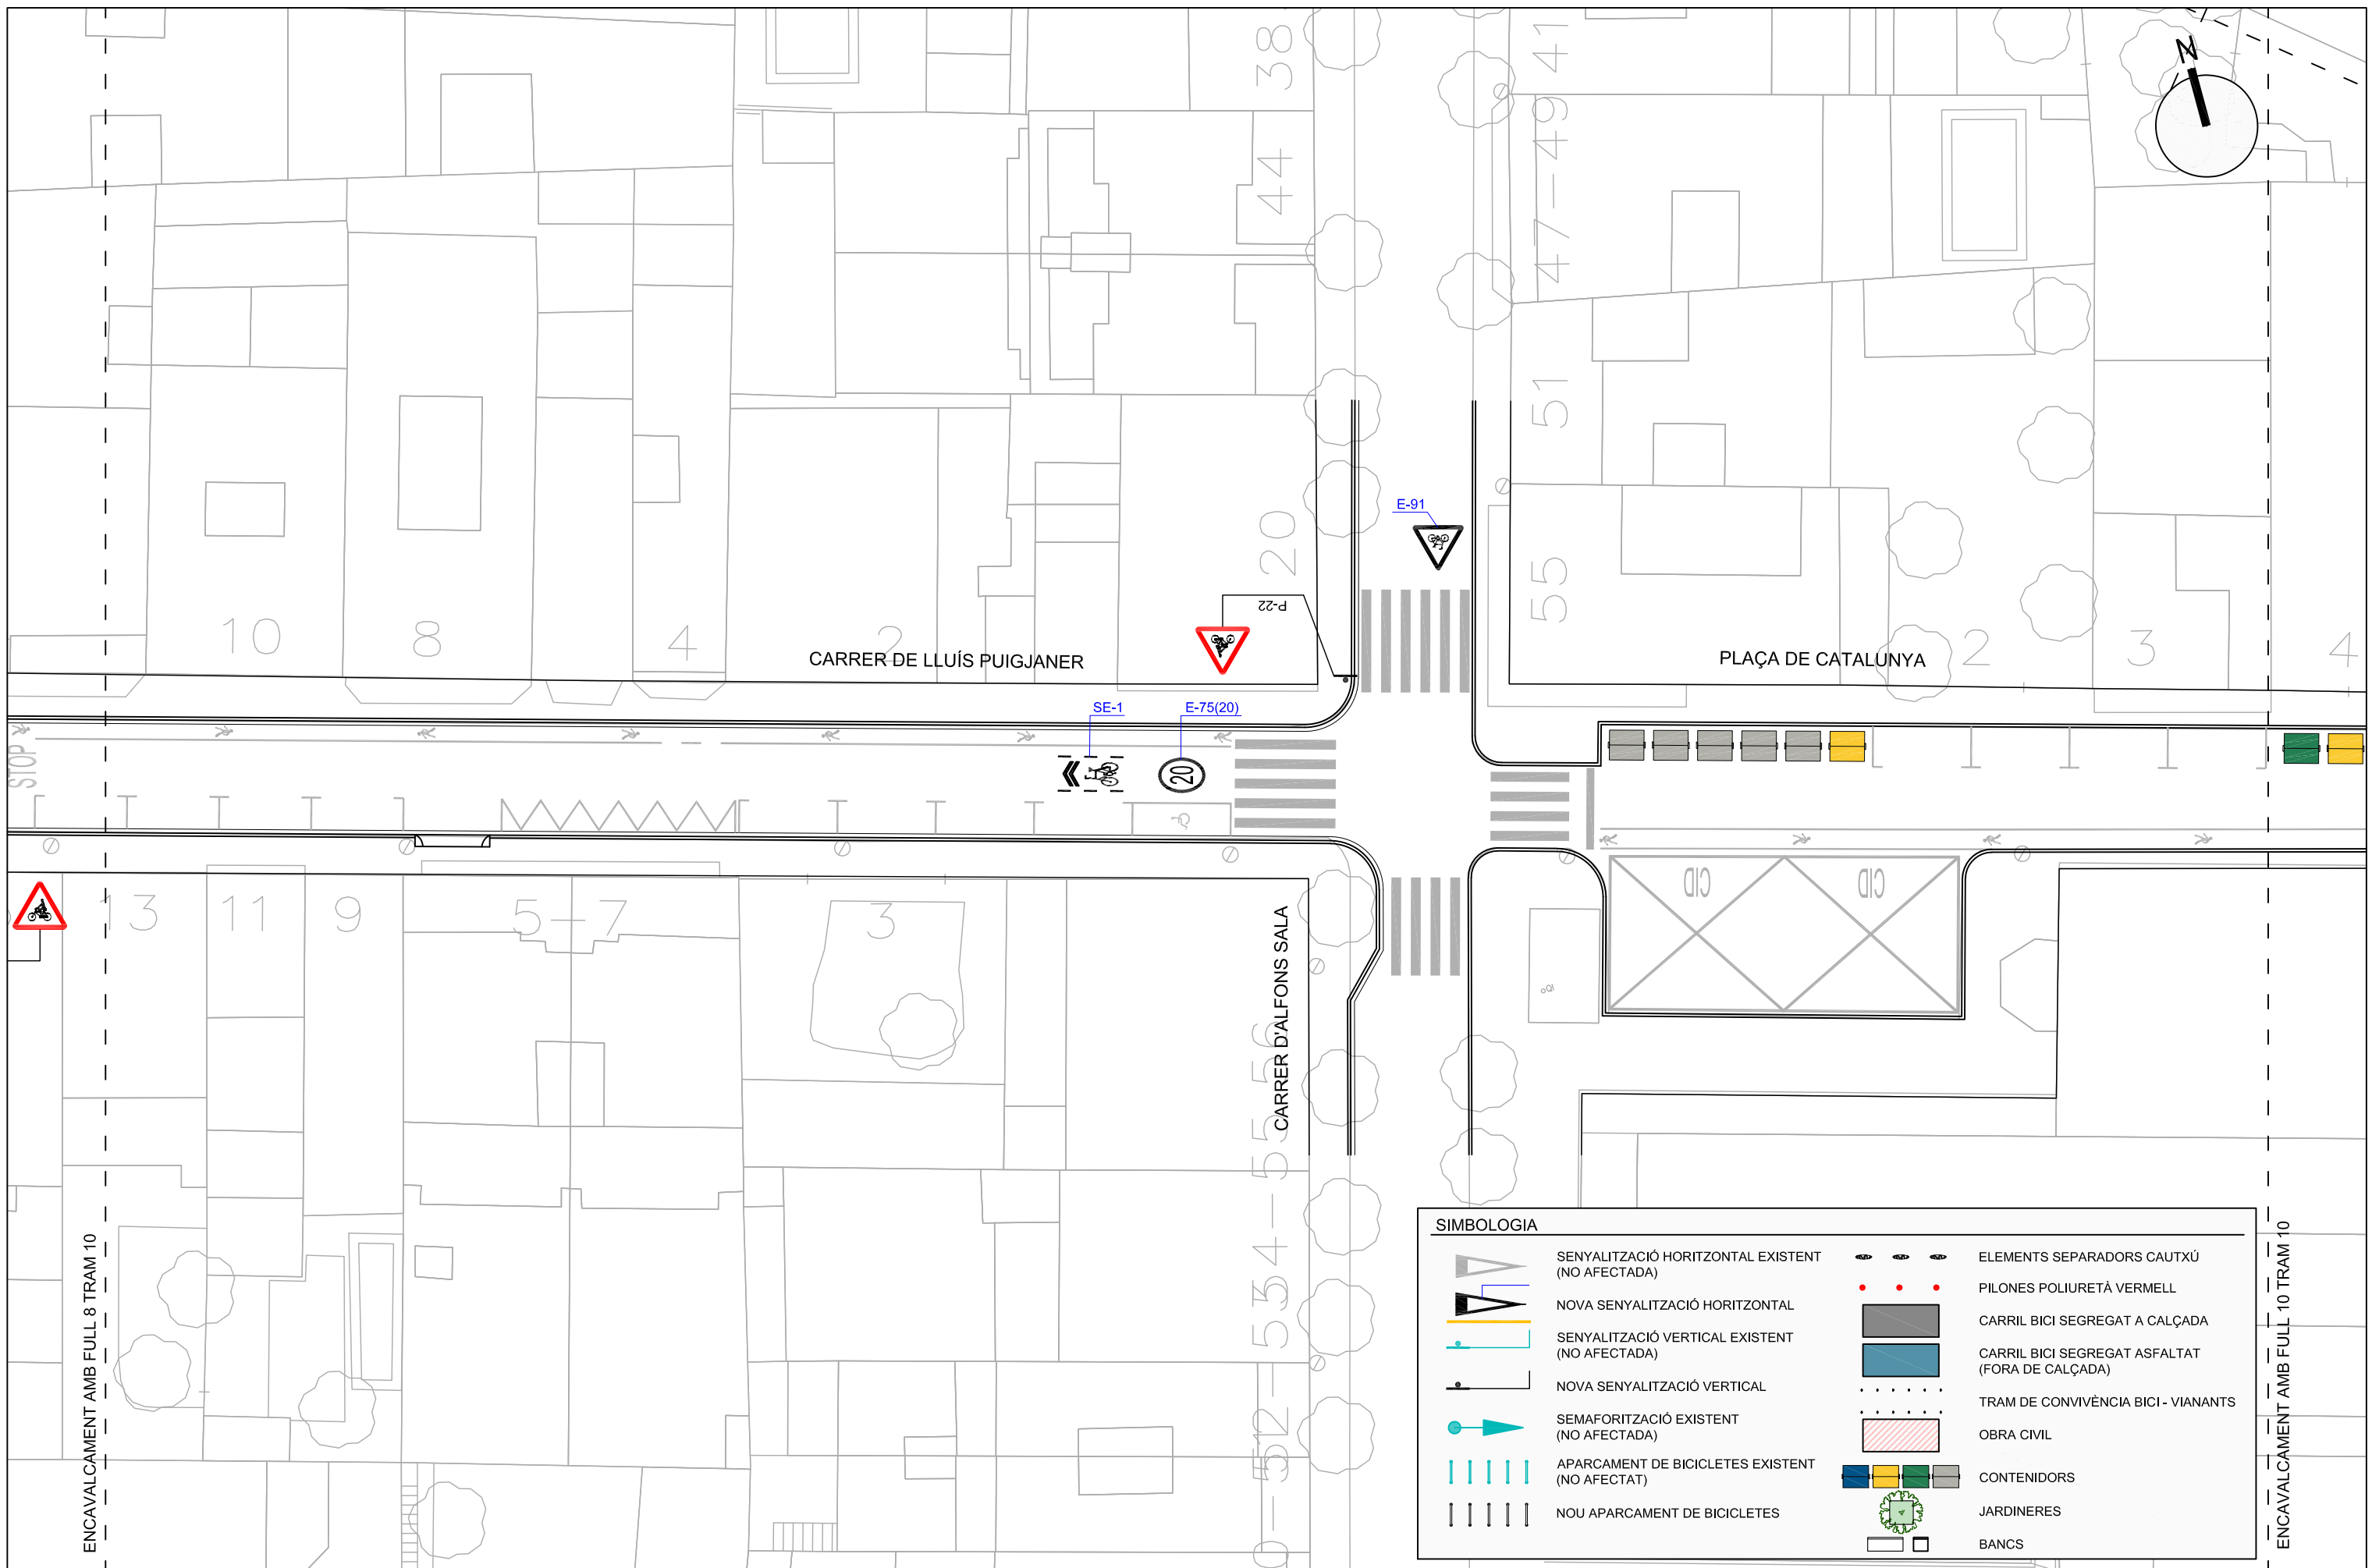 38
41
N
44
47-49
51
E-91
20
55
P-22
10
8
4
2
CARRER DE LLUÍS PUIGJANER
PLAÇA DE CATALUNYA
2
3
4
SE-1
E-75(20)
STOP
20
13
11
9
5-7
3
CID
CID
CARRER D'ALFONS SALA
ENCAVALCAMENT AMB FULL 8 TRAM 10
ENCAVALCAMENT AMB FULL 10 TRAM 10
SIMBOLOGIA
SENYALITZACIÓ HORITZONTAL EXISTENT
(NO AFECTADA)
NOVA SENYALITZACIÓ HORITZONTAL
SENYALITZACIÓ VERTICAL EXISTENT
(NO AFECTADA)
NOVA SENYALITZACIÓ VERTICAL
SEMAFORITZACIÓ EXISTENT
(NO AFECTADA)
APARCAMENT DE BICICLETES EXISTENT
(NO AFECTAT)
NOU APARCAMENT DE BICICLETES
ELEMENTS SEPARADORS CAUTXÚ
PILONES POLIURETÀ VERMELL
CARRIL BICI SEGREGAT A CALÇADA
CARRIL BICI SEGREGAT ASFALTAT
(FORA DE CALÇADA)
TRAM DE CONVIVÈNCIA BICI - VIANANTS
OBRA CIVIL
CONTENIDORS
JARDINERES
BANCS